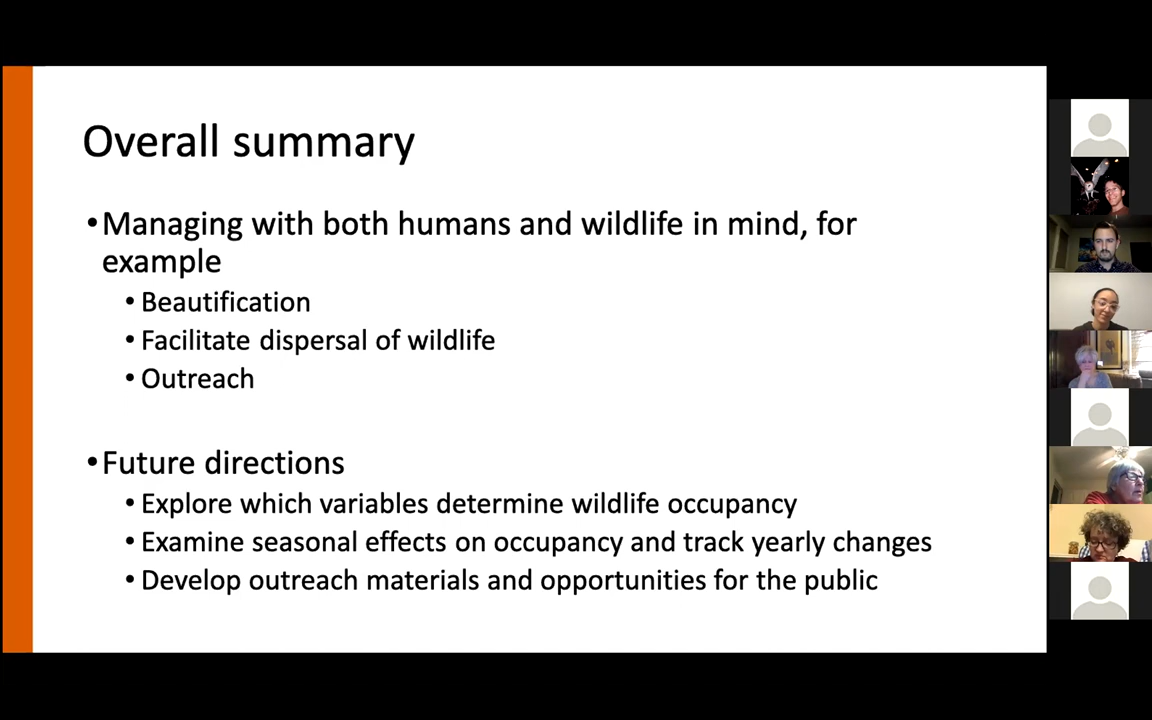 Overall summary
•Managing with both humans and wildlife in mind, for
example
• Beautification
• Facilitate dispersal of wildlife
• Outreach
•Future directions
• Explore which variables determine wildlife occupancy
• Examine seasonal effects on occupancy and track yearly changes
• Develop outreach materials and opportunities for the public